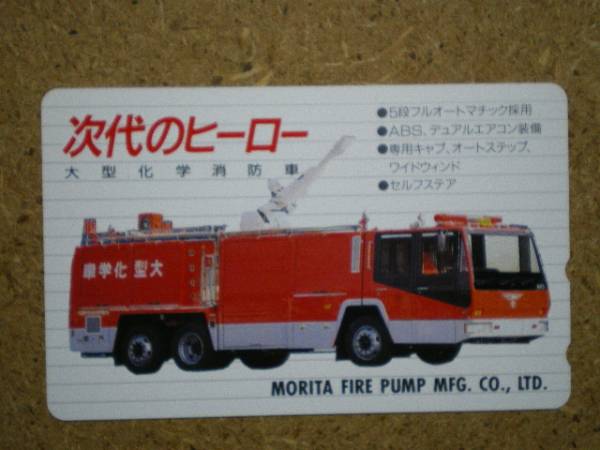 次代のヒーロー
大型化学消防車
●5段フルオートマチック採用
●ABS、デュアルエアコン装備
●専用キャブ、オートステップ、
ワイドウィンド
●セルフステア
車学化 型大
MORITA FIRE PUMP MFG. CO., LTD.